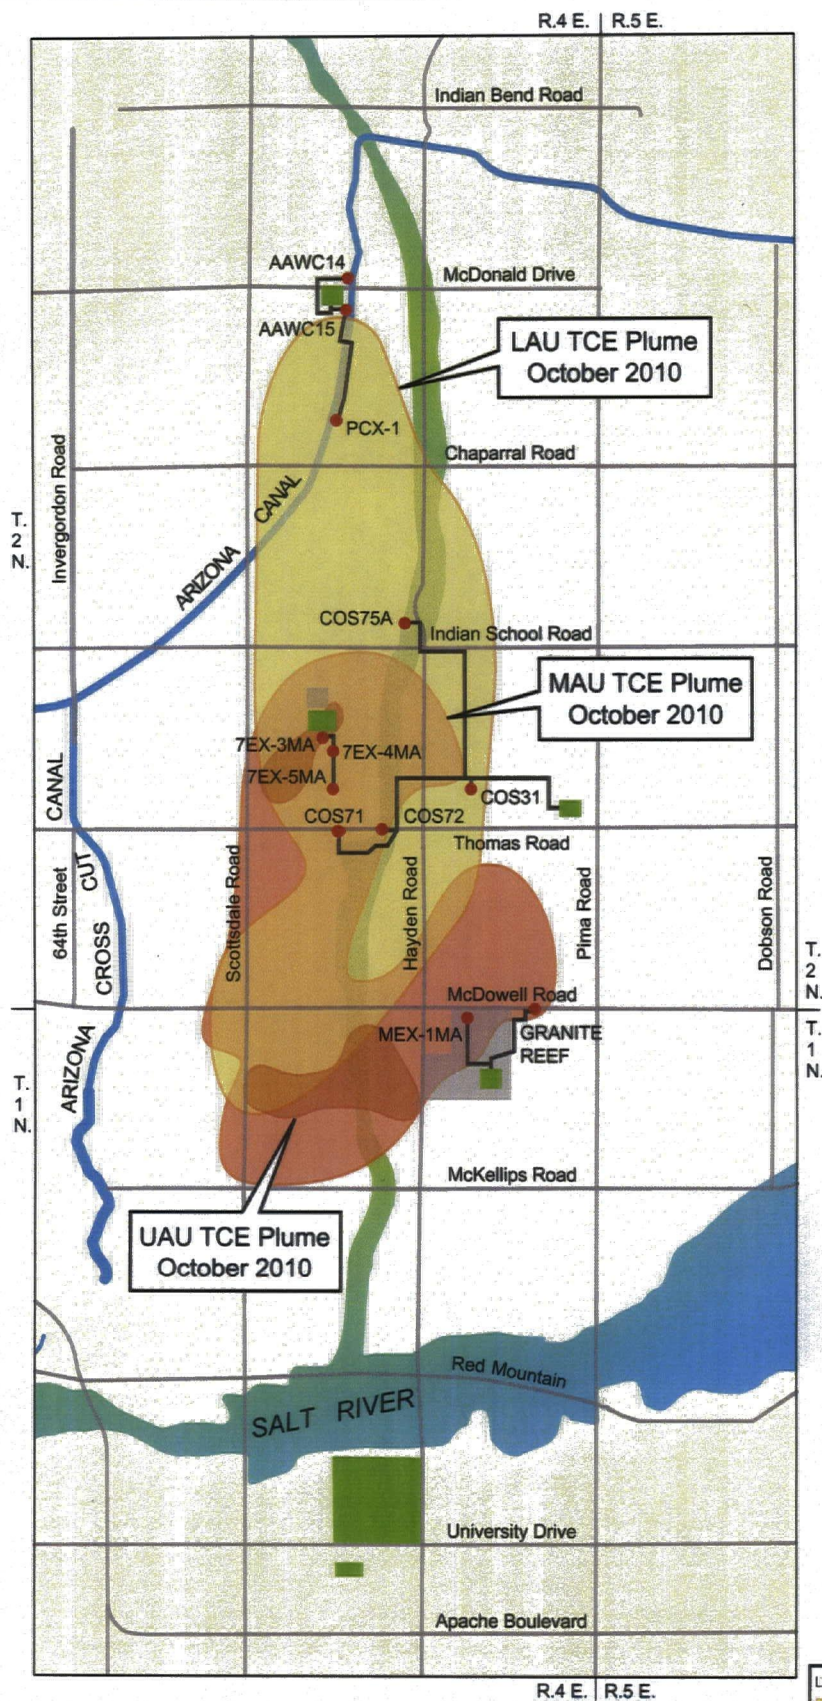 R.4 E. R.5 E.
Indian Bend Road
AAWC14
McDonald Drive
AAWC15
LAU TCE Plume
October 2010
PCX-1
Chaparral Road
Invergordon Road
CANAL
ARIZONA
T.
2
N.
COS75A
Indian School Road
MAU TCE Plume
October 2010
7EX-3MA
7EX-4MA
7EX-5MA
COS31
COS71
COS72
Thomas Road
CANAL
CUT
CROSS
ARIZONA
64th Street
Scottsdale Road
Hayden Road
Pima Road
Dobson Road
T.
2
N.
McDowell Road
MEX-1MA
GRANITE
REEF
T.
1
N.
T.
1
N.
McKellips Road
UAU TCE Plume
October 2010
Red Mountain
SALT RIVER
University Drive
Apache Boulevard
R.4 E. R.5 E.